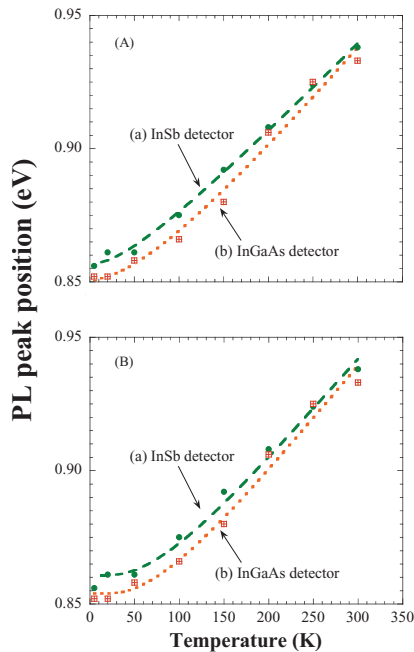 0.95
(A)
(a) InSb detector
0.90
(b) InGaAs detector
0.85
PL peak position (eV)
0.95
(B)
(a) InSb detector
0.90
(b) InGaAs detector
0.85
0 50 100 150 200 250 300 350
Temperature (K)